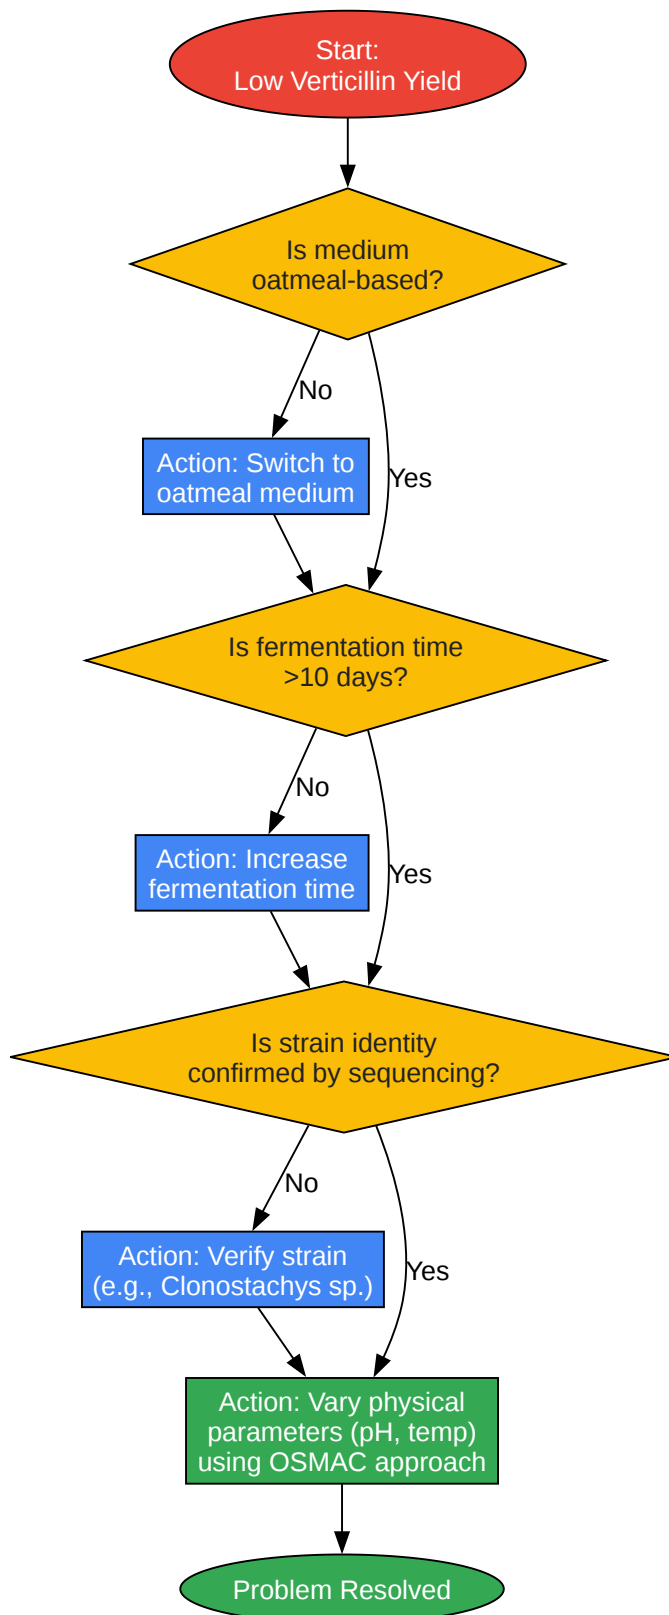 Start:
Low Verticillin Yield
Is medium
oatmeal-based?
No
Action: Switch to
oatmeal medium
Yes
Is fermentation time
>10 days?
No
Action: Increase
fermentation time
Yes
Is strain identity
confirmed by sequencing?
No
Action: Verify strain
(e.g., Clonostachys sp.)
Yes
Action: Vary physical
parameters (pH, temp)
using OSMAC approach
Problem Resolved